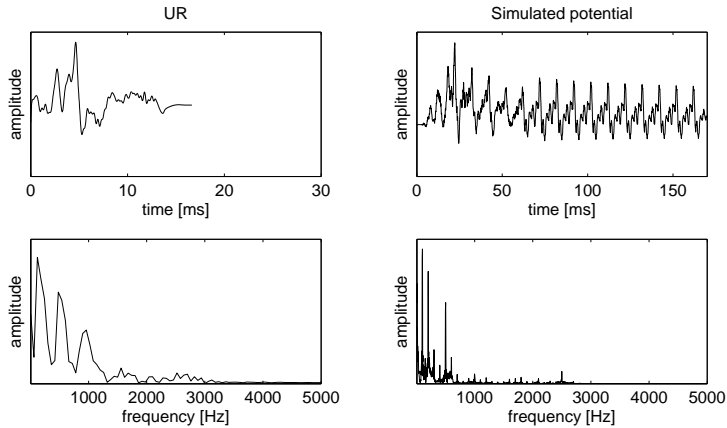 UR
amplitude
0 10 20 30
time [ms]
Simulated potential
amplitude
0 50 100 150
time [ms]
amplitude
1000 2000 3000 4000 5000
frequency [Hz]
amplitude
1000 2000 3000 4000 5000
frequency [Hz]